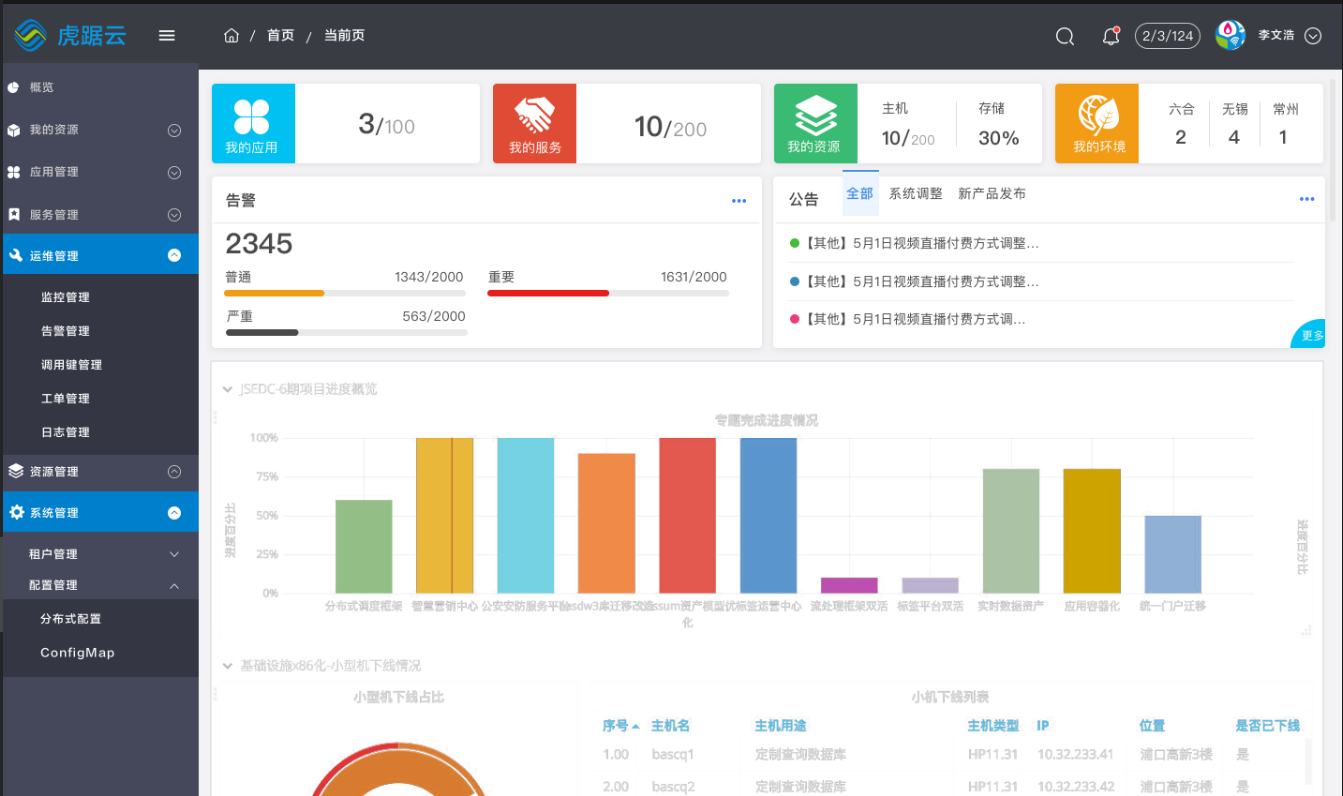 虎踞云
/ 首页 / 当前页
2/3/124
李文浩
概览
我的资源
应用管理
服务管理
运维管理
监控管理
告警管理
调用键管理
工单管理
日志管理
资源管理
系统管理
租户管理
配置管理
分布式配置
ConfigMap
我的应用
3/100
我的服务
10/200
我的资源
主机
10/200
存储
30%
我的环境
六合
2
无锡
4
常州
1
告警
2345
普通 1343/2000
重要 1631/2000
严重 563/2000
公告 全部 系统调整 新产品发布
【其他】5月1日视频直播付费方式调整...
【其他】5月1日视频直播付费方式调整...
【其他】5月1日视频直播付费方式调...
更多
JSEDC-6期项目进度概览
专题完成进度情况
进度百分比
100%
75%
50%
25%
0%
进度百分比
分布式调度框架
智慧营销中心
公安安防服务平台
asdw3库迁移改造
ssum资产模型优
化
标签运营中心
流处理框架双活
标签平台双活
实时数据资产
应用容器化
统一门户迁移
基础设施x86化-小型机下线情况
小型机下线占比
小机下线列表
序号 主机名 主机用途 主机类型 IP 位置 是否已下线
1.00 bascq1 定制查询数据库 HP11.31 10.32.233.41 浦口高新3楼 是
2.00 bascq2 定制查询数据库 HP11.31 10.32.233.42 浦口高新3楼 是